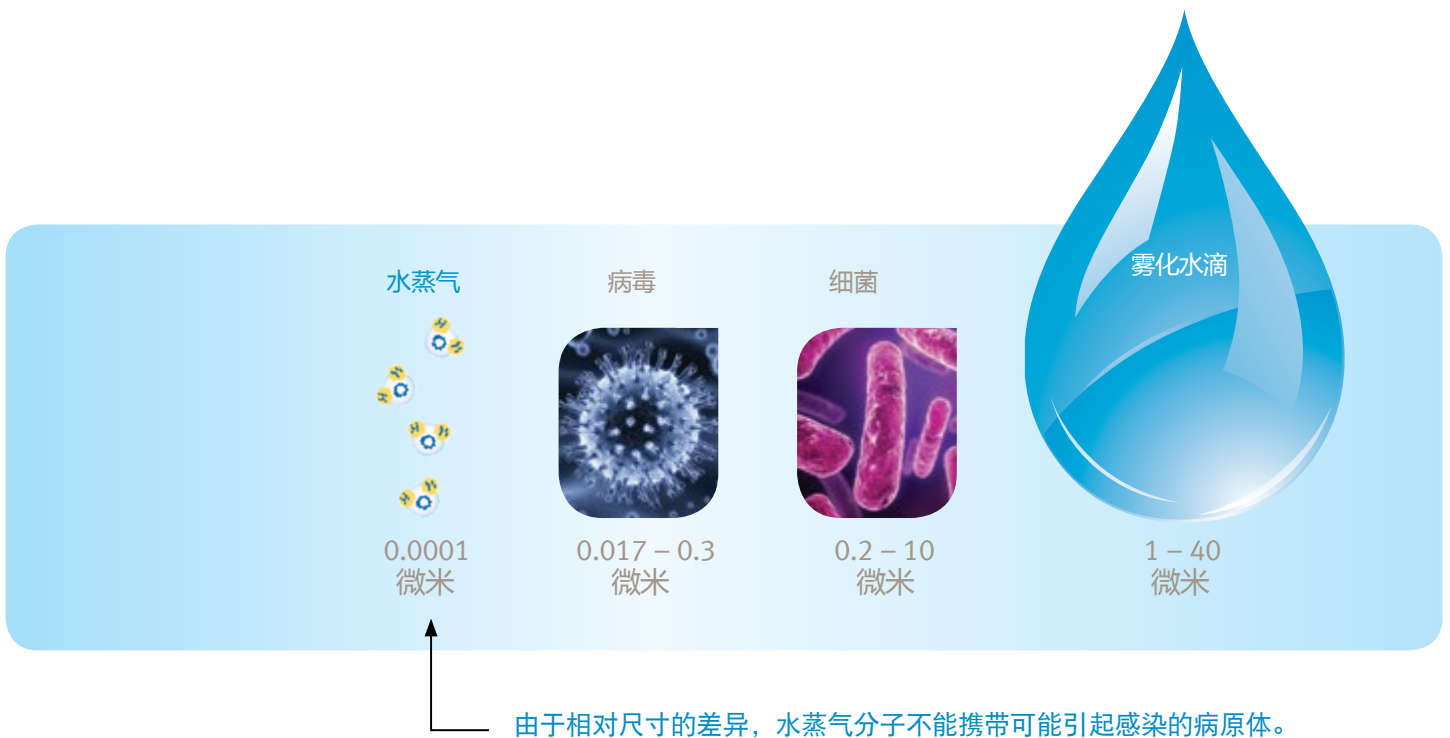 水蒸气
病毒
细菌
雾化水滴
0.0001
微米
0.017 – 0.3
微米
0.2 – 10
微米
1 – 40
微米
由于相对尺寸的差异，水蒸气分子不能携带可能引起感染的病原体。